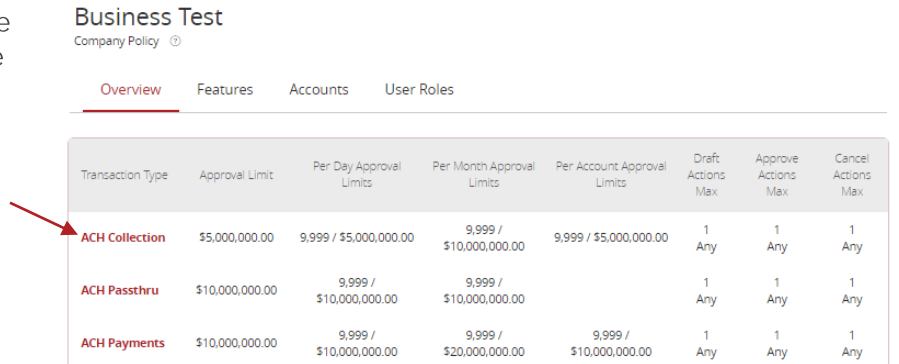 e
e
Business Test
Company Policy ?
Overview Features Accounts User Roles
Transaction Type Approval Limit Per Day Approval Limits Per Month Approval Limits Per Account Approval Limits Draft Actions Max Approve Actions Max Cancel Actions Max
ACH Collection $5,000,000.00 9,999 / $5,000,000.00 9,999 / $10,000,000.00 9,999 / $5,000,000.00 1 Any 1 Any 1 Any
ACH Passthru $10,000,000.00 9,999 / $10,000,000.00 9,999 / $10,000,000.00 1 Any 1 Any 1 Any
ACH Payments $10,000,000.00 9,999 / $10,000,000.00 9,999 / $20,000,000.00 9,999 / $10,000,000.00 1 Any 1 Any 1 Any